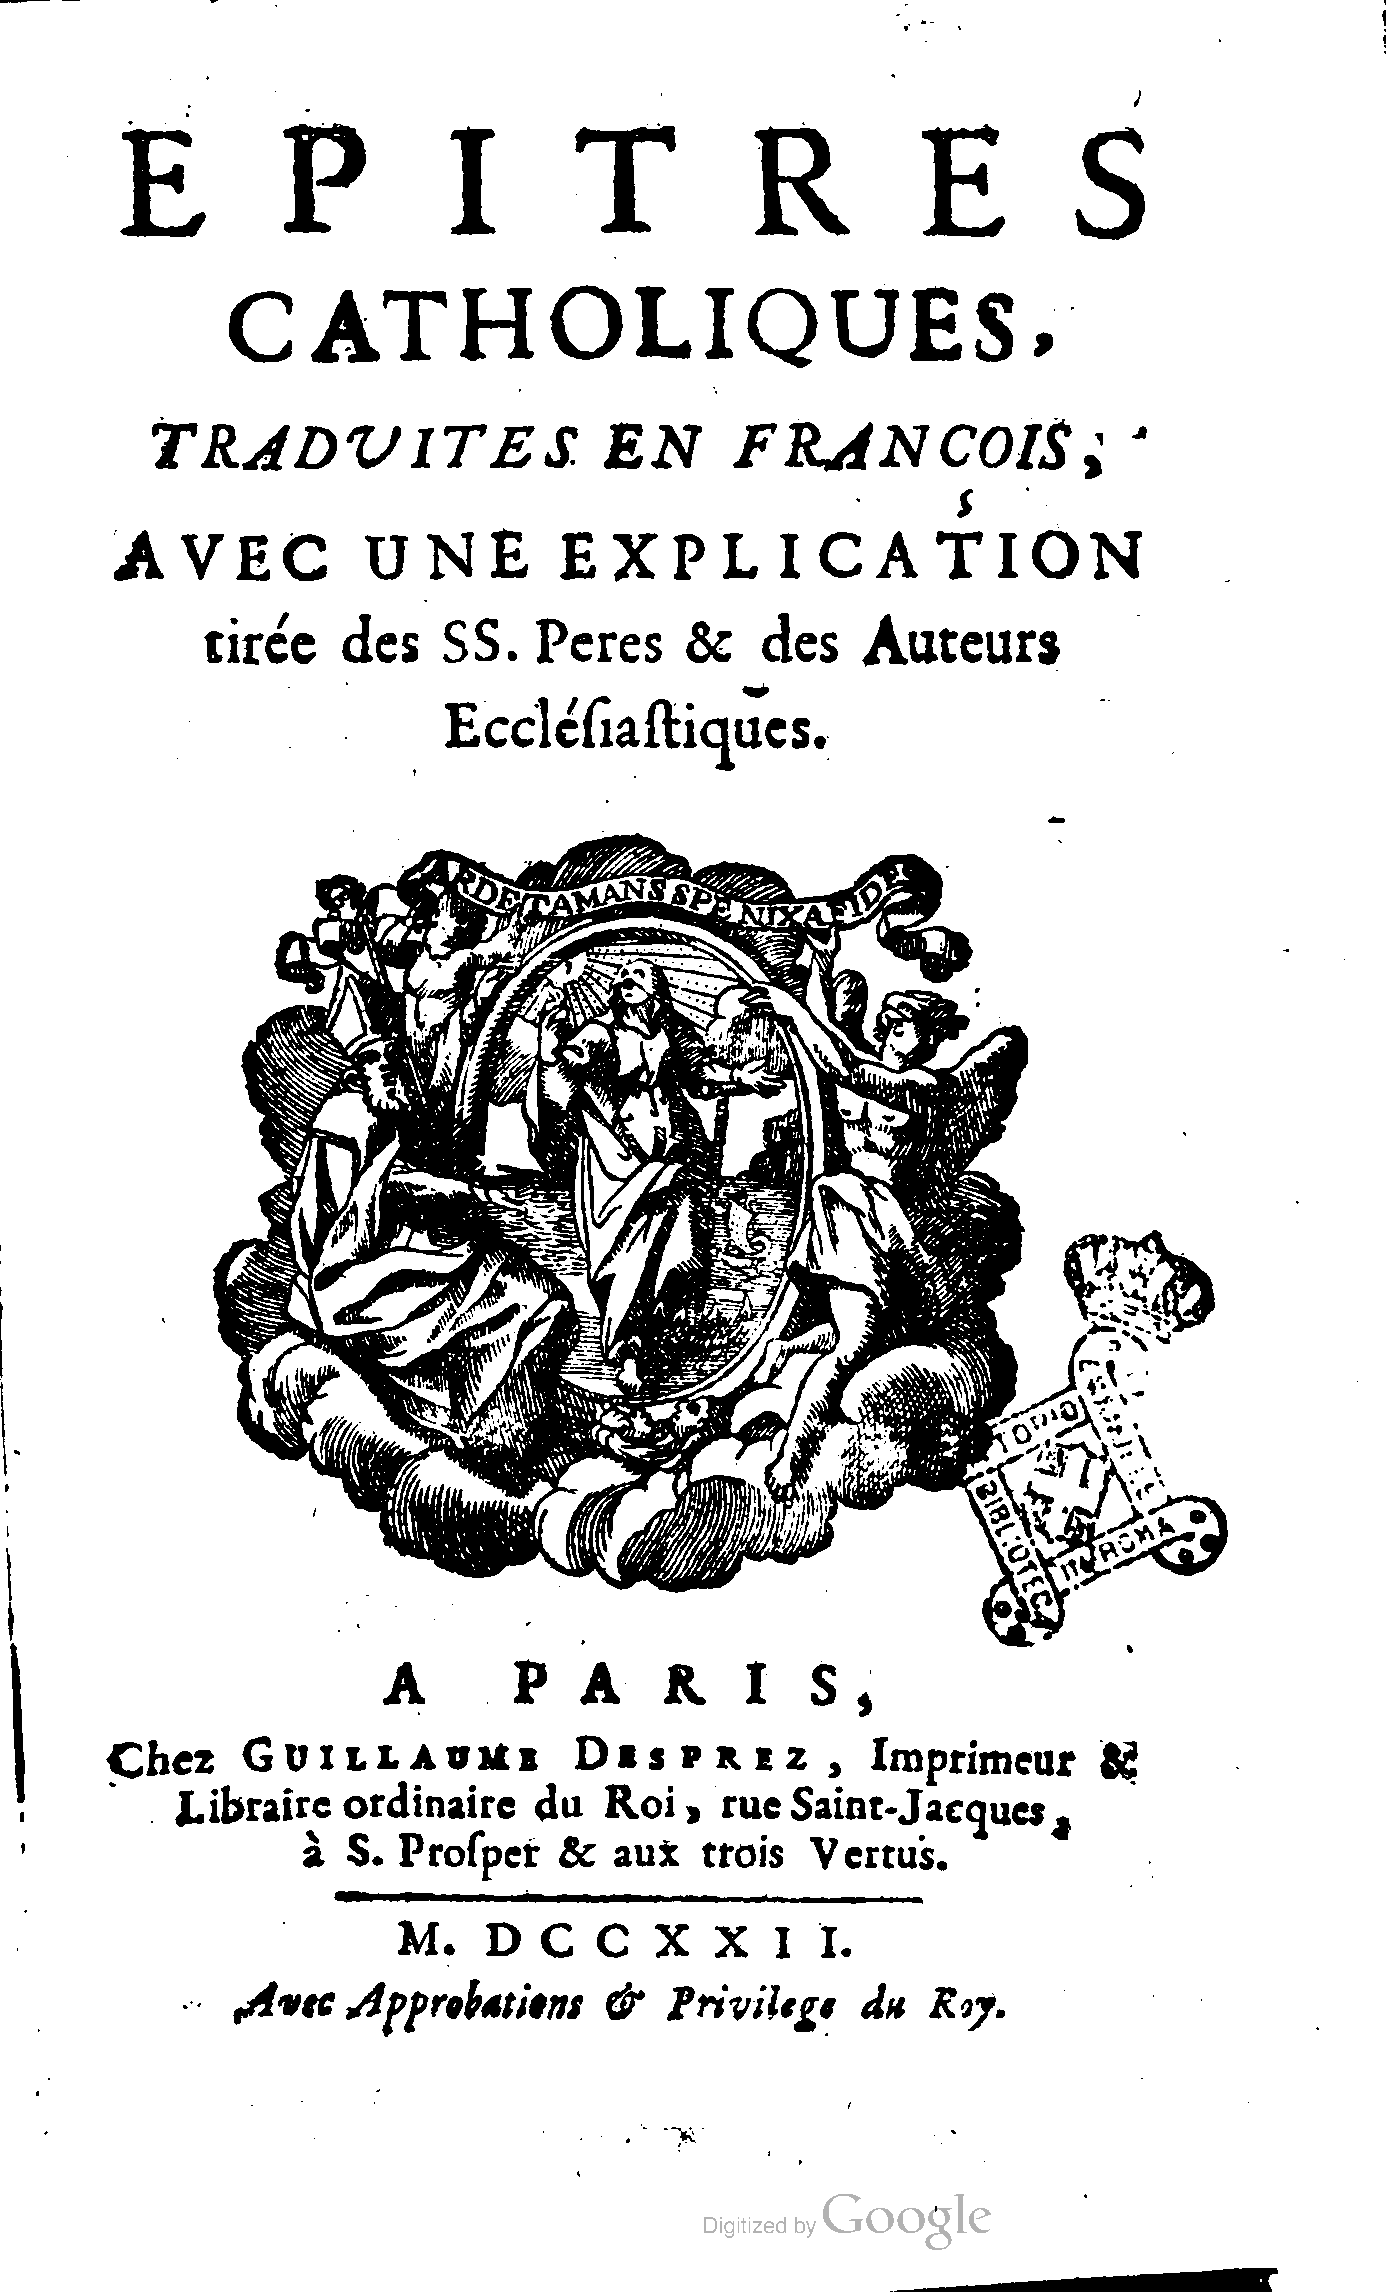 EPITRES
CATHOLIQUES,
TRADUITES EN FRANCOIS;
AVEC UNE EXPLICATION
tirée des SS. Peres & des Auteurs
Eccléſiaſtiques.
ARDET AMANS SPE NIXA FIDES
A PARIS,
Chez GUILLAUME DESPREZ, Imprimeur &
Libraire ordinaire du Roi, rue Saint-Jacques,
à S. Proſper & aux trois Vertus.
M. DCCXXII.
Avec Approbations & Privilege du Roy.
BIBLIOTECA
ROMA
Digitized by Google